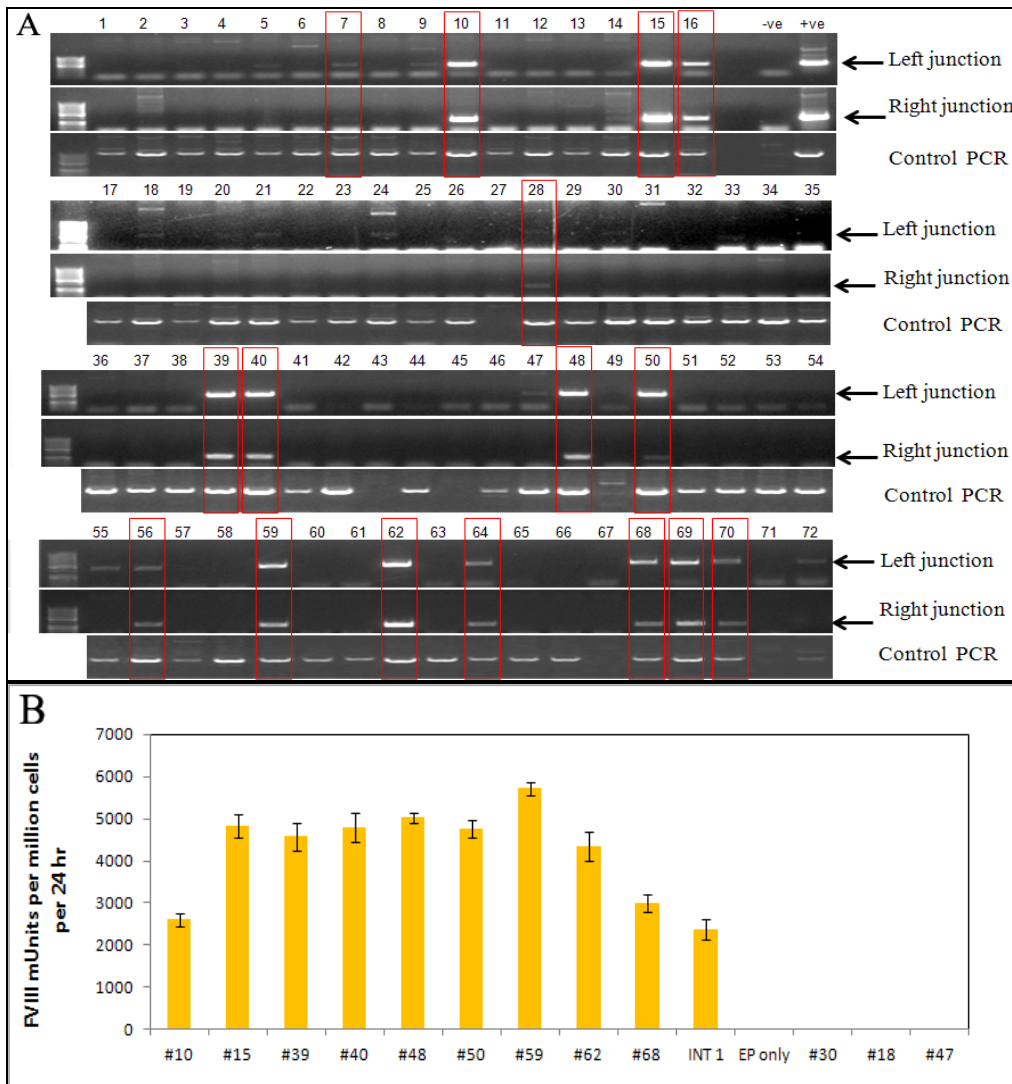 A
1 2 3 4 5 6 7 8 9 10 11 12 13 14 15 16 -ve +ve
Left junction
Right junction
Control PCR
17 18 19 20 21 22 23 24 25 26 27 28 29 30 31 32 33 34 35
Left junction
Right junction
Control PCR
36 37 38 39 40 41 42 43 44 45 46 47 48 49 50 51 52 53 54
Left junction
Right junction
Control PCR
55 56 57 58 59 60 61 62 63 64 65 66 67 68 69 70 71 72
Left junction
Right junction
Control PCR
B
FVIII mUnits per million cells
per 24 hr
7000
6000
5000
4000
3000
2000
1000
0
#10 #15 #39 #40 #48 #50 #59 #62 #68 INT 1 EP only #30 #18 #47